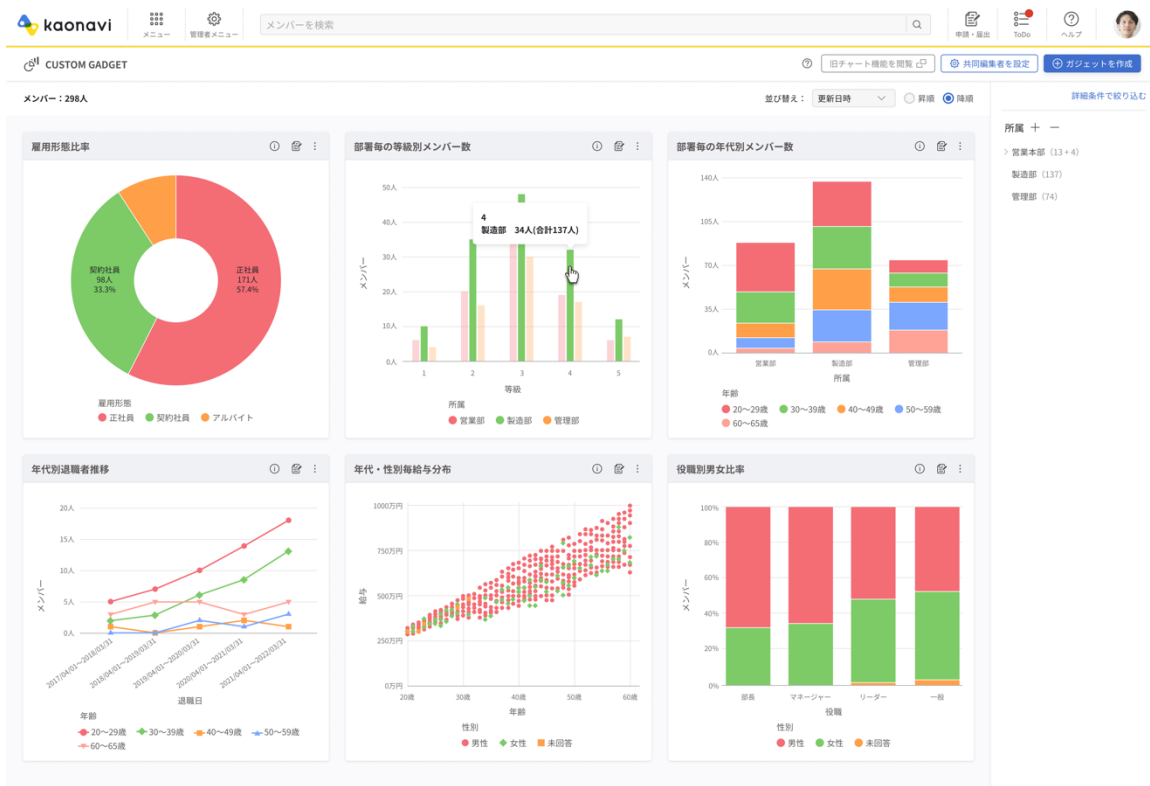 kaonavi
メニュー
管理者メニュー
メンバーを検索
申請・届出
ToDo
ヘルプ
CUSTOM GADGET
旧チャート機能を閲覧
共同編集者を設定
ガジェットを作成
メンバー：298人
並び替え：
更新日時
昇順
降順
詳細条件で絞り込む
所属
営業本部（13 + 4）
製造部（137）
管理部（74）
雇用形態比率
契約社員
98人
33.3%
正社員
171人
57.4%
雇用形態
正社員 契約社員 アルバイト
部署毎の等級別メンバー数
50人
40人
30人
20人
10人
0人
メンバー
4
製造部 34人(合計137人)
1 2 3 4 5
等級
所属
営業部 製造部 管理部
部署毎の年代別メンバー数
140人
105人
70人
35人
0人
メンバー
営業部 製造部 管理部
所属
年齢
20〜29歳 30〜39歳 40〜49歳 50〜59歳
60〜65歳
年代別退職者推移
20人
15人
10人
5人
0人
メンバー
2017/04/01〜2018/03/31
2018/04/01〜2019/03/31
2019/04/01〜2020/03/31
2020/04/01〜2021/03/31
2021/04/01〜2022/03/31
退職日
年齢
20〜29歳 30〜39歳 40〜49歳 50〜59歳
60〜65歳
年代・性別毎給与分布
1000万円
750万円
500万円
250万円
0万円
給与
20歳 30歳 40歳 50歳 60歳
年齢
性別
男性 女性 未回答
役職別男女比率
100%
80%
60%
40%
20%
0%
メンバー
部長 マネージャー リーダー 一般
役職
性別
男性 女性 未回答